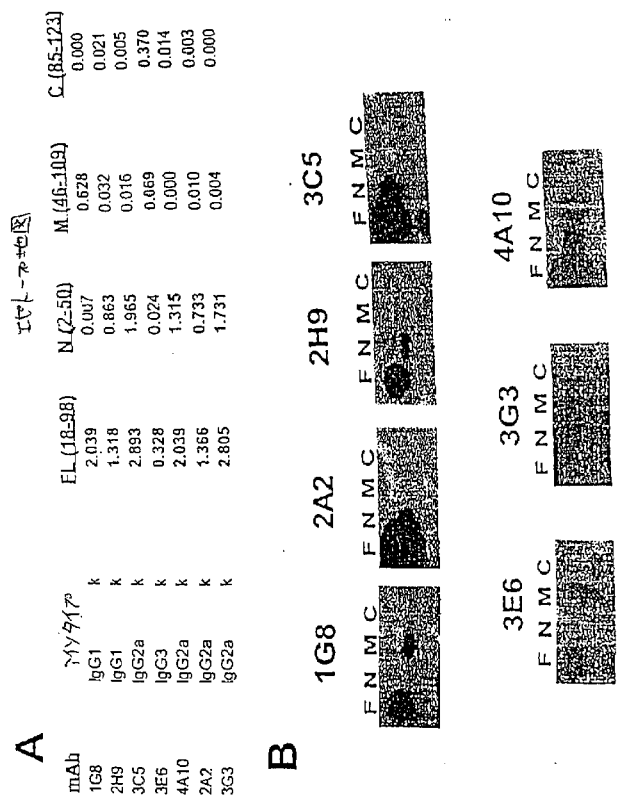 A
エピトープ地図
mAb アイソタイプ FL (18-98) N (2-50) M (46-109) C (85-123)
1G8 IgG1 k 2.039 0.007 0.628 0.000
2H9 IgG1 k 1.318 0.863 0.032 0.021
3C5 IgG2a k 2.893 1.965 0.016 0.005
3E6 IgG3 k 0.328 0.024 0.069 0.370
4A10 IgG2a k 2.039 1.315 0.000 0.014
2A2 IgG2a k 1.366 0.733 0.010 0.003
3G3 IgG2a k 2.805 1.731 0.004 0.000
B
1G8 2A2 2H9 3C5
F N M C F N M C F N M C F N M C
3E6 3G3 4A10
F N M C F N M C F N M C